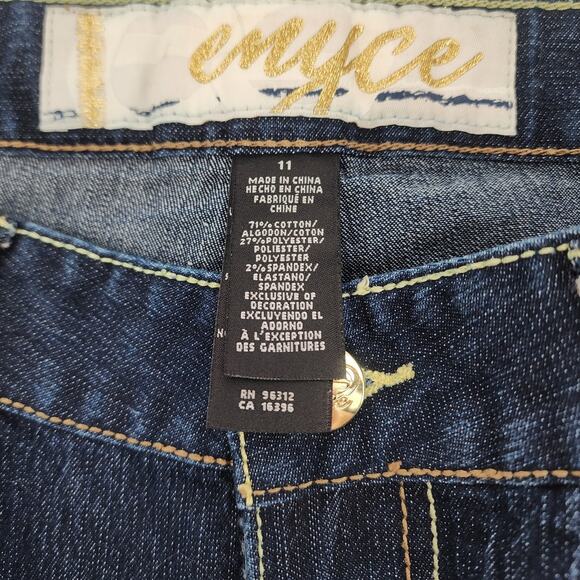 enyce
11
MADE IN CHINA
HECHO EN CHINA
FABRIQUÉ EN
CHINE
71% COTTON/
ALGODON/COTON
27% POLYESTER/
POLIESTER/
POLYESTER
2% SPANDEX/
ELASTANO/
SPANDEX
EXCLUSIVE OF
DECORATION
EXCLUYENDO EL
ADORNO
À L'EXCEPTION
DES GARNITURES
RN 96312
CA 16396